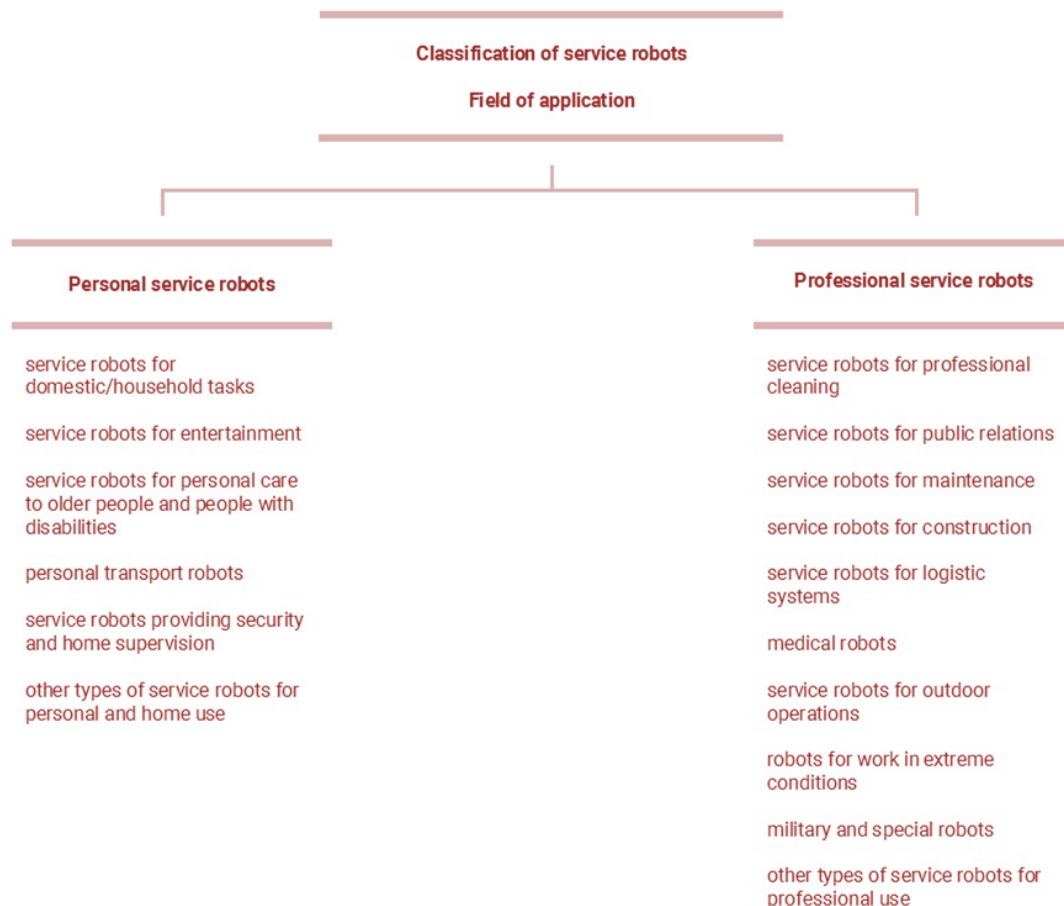 Classification of service robots
Field of application
Personal service robots
service robots for
domestic/household tasks
service robots for entertainment
service robots for personal care
to older people and people with
disabilities
personal transport robots
service robots providing security
and home supervision
other types of service robots for
personal and home use
Professional service robots
service robots for professional
cleaning
service robots for public relations
service robots for maintenance
service robots for construction
service robots for logistic
systems
medical robots
service robots for outdoor
operations
robots for work in extreme
conditions
military and special robots
other types of service robots for
professional use